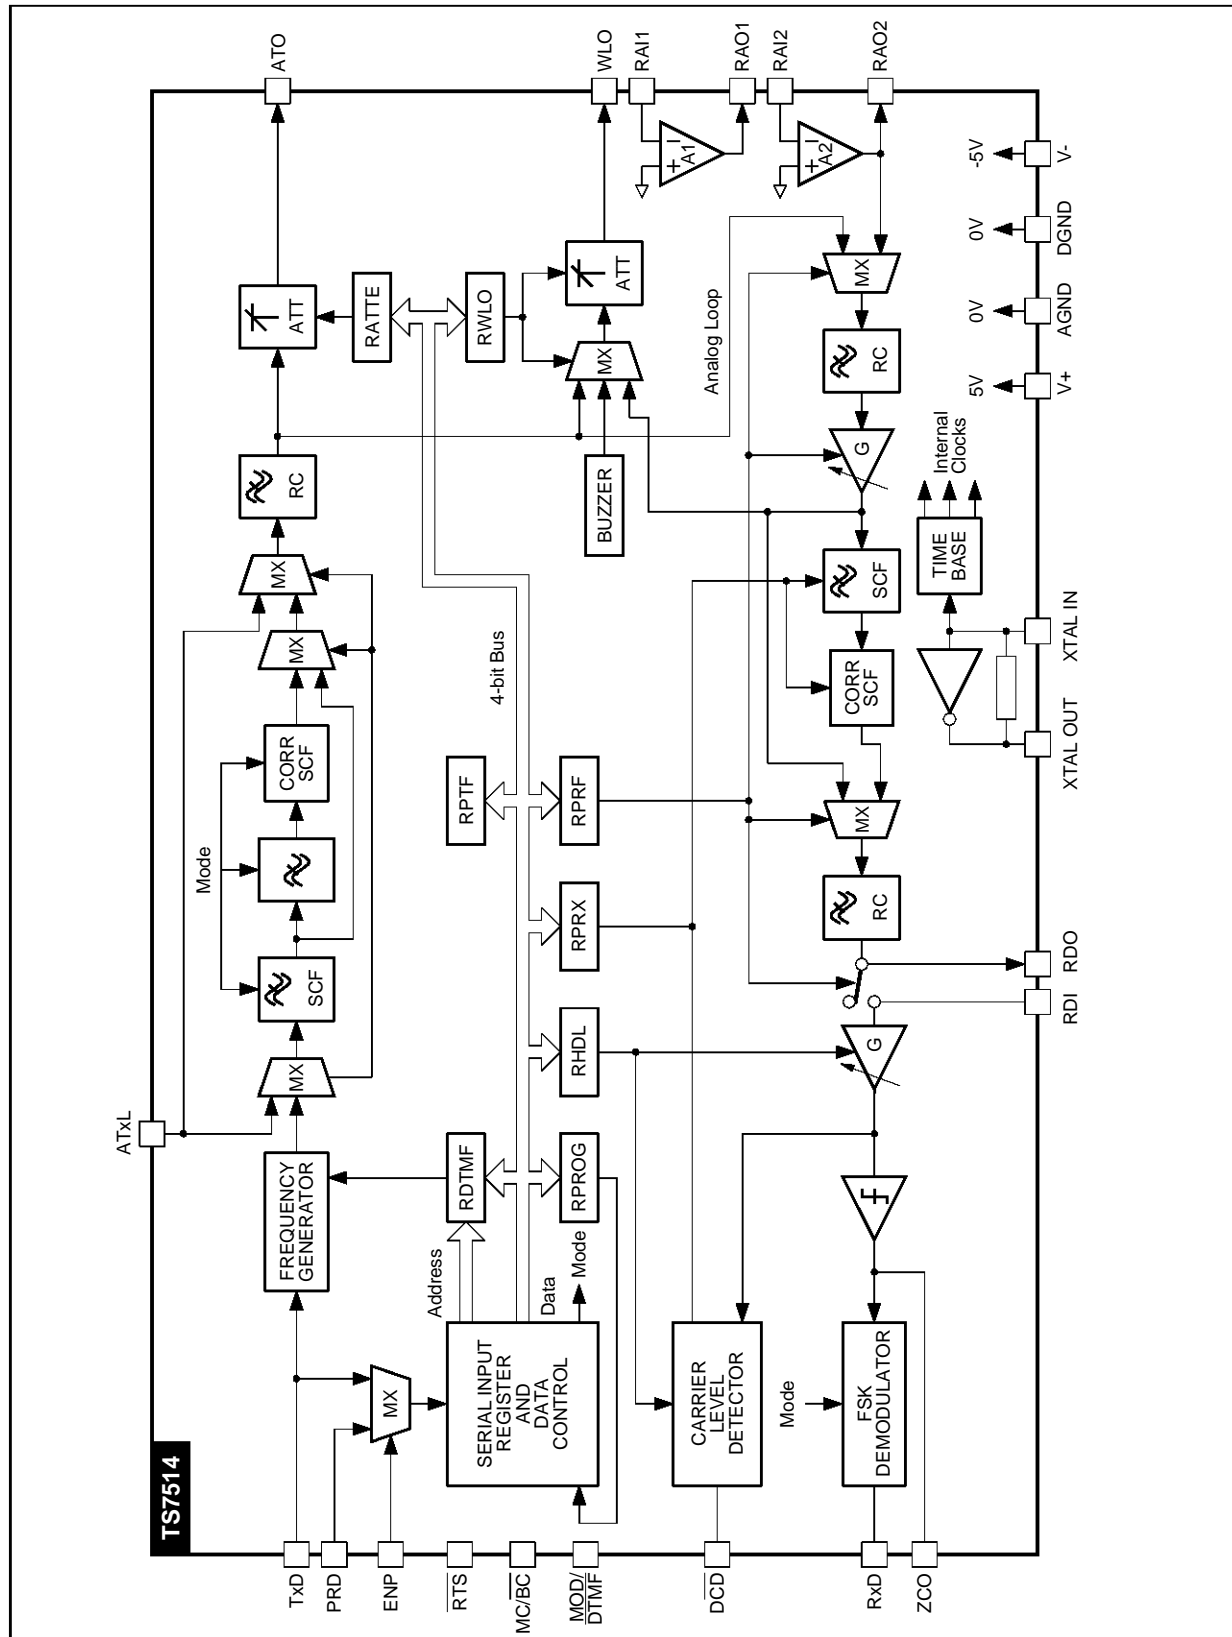 TS7514
ATxL
ATO
WLO
RAI1
RAO1
RAI2
RAO2
TxD
PRD
ENP
RTS
MC/BC
MOD/
DTMF
DCD
RxD
ZCO
FREQUENCY
GENERATOR
MX
SCF
Mode
CORR
SCF
MX
MX
RC
ATT
RATTE
RWLO
ATT
MX
BUZZER
MX
SERIAL INPUT
REGISTER
AND
DATA
CONTROL
Address
Data
Mode
RDTMF
RPROG
RHDL
RPRX
RPTF
RPRF
4-bit Bus
A1
A2
Analog Loop
MX
RC
G
SCF
CORR
SCF
MX
RC
G
CARRIER
LEVEL
DETECTOR
Mode
FSK
DEMODULATOR
TIME
BASE
Internal
Clocks
RDI
RDO
XTAL OUT
XTAL IN
5V
V+
0V
AGND
0V
DGND
-5V
V-